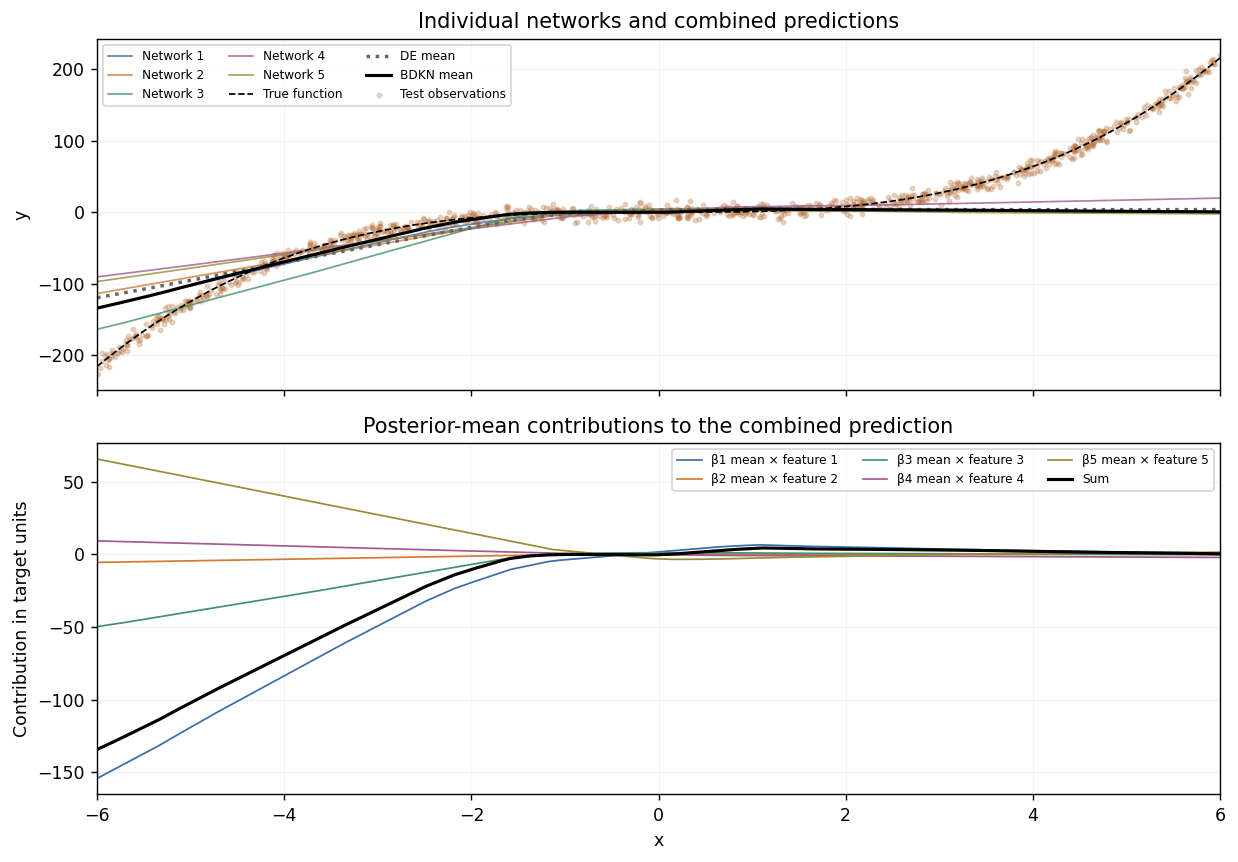 Individual networks and combined predictions
Network 1
Network 2
Network 3
Network 4
Network 5
True function
DE mean
BDKN mean
Test observations
200
100
0
−100
−200
y
Posterior-mean contributions to the combined prediction
β1 mean × feature 1
β2 mean × feature 2
β3 mean × feature 3
β4 mean × feature 4
β5 mean × feature 5
Sum
50
0
−50
−100
−150
Contribution in target units
−6
−4
−2
0
2
4
6
x